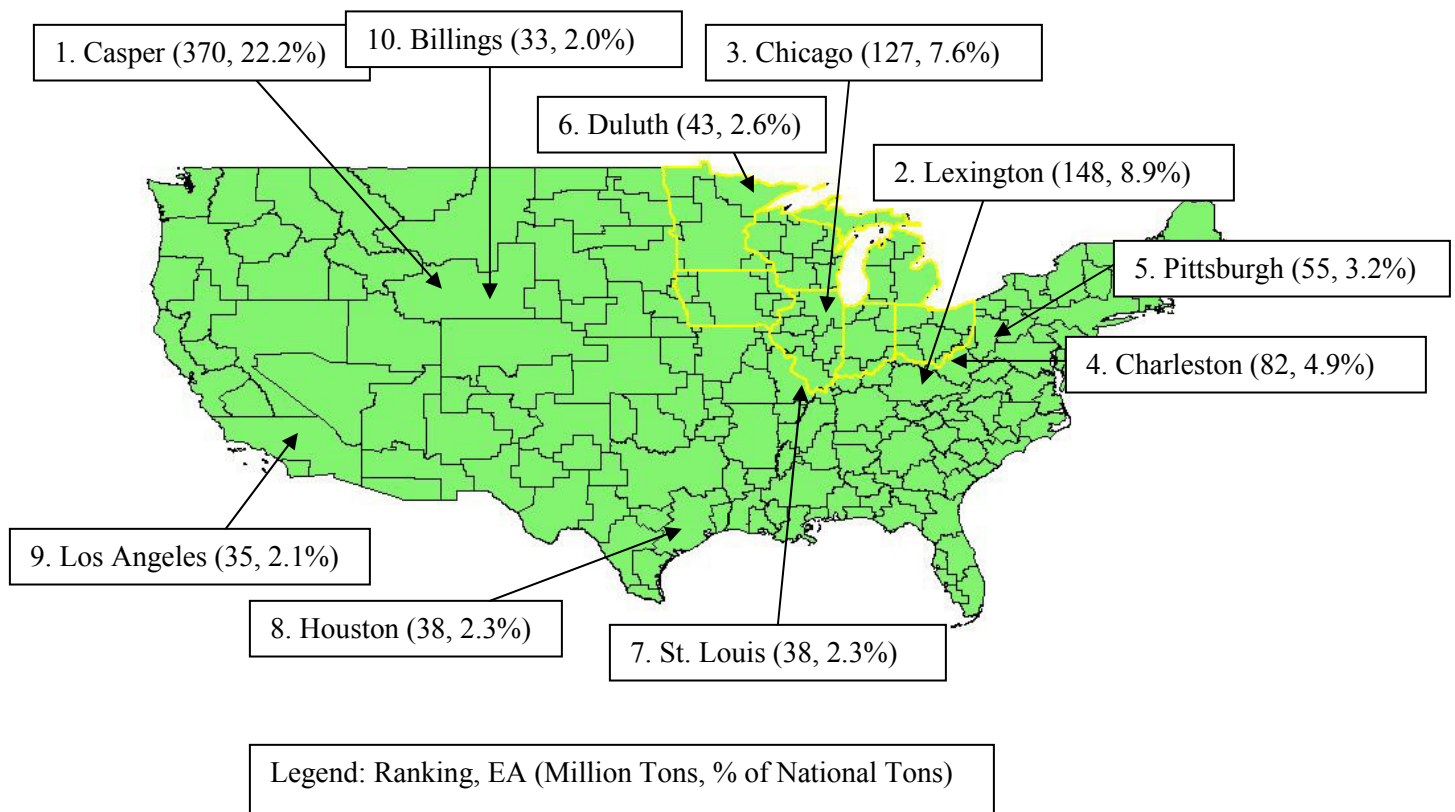 1. Casper (370, 22.2%)
10. Billings (33, 2.0%)
3. Chicago (127, 7.6%)
6. Duluth (43, 2.6%)
2. Lexington (148, 8.9%)
5. Pittsburgh (55, 3.2%)
4. Charleston (82, 4.9%)
9. Los Angeles (35, 2.1%)
8. Houston (38, 2.3%)
7. St. Louis (38, 2.3%)
Legend: Ranking, EA (Million Tons, % of National Tons)